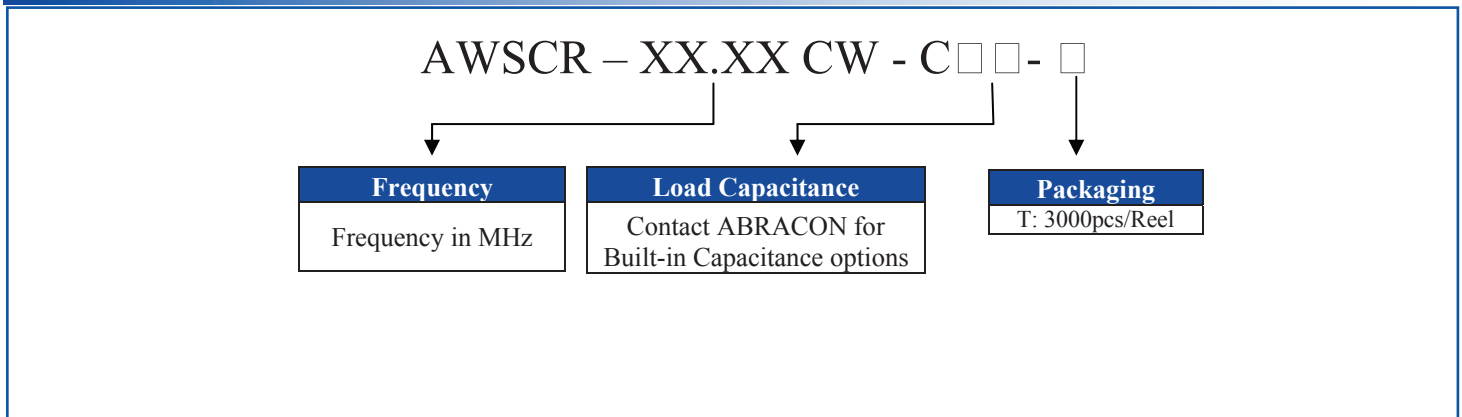 AWSCR – XX.XX CW - C□ □- □
Frequency
Frequency in MHz
Load Capacitance
Contact ABRACON for
Built-in Capacitance options
Packaging
T: 3000pcs/Reel